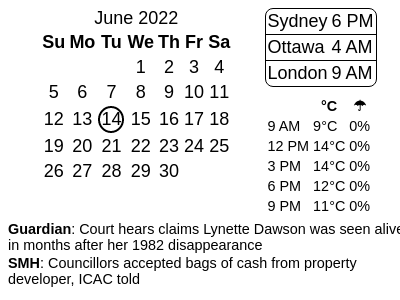 June 2022
Su Mo Tu We Th Fr Sa
1 2 3 4
5 6 7 8 9 10 11
12 13 14 15 16 17 18
19 20 21 22 23 24 25
26 27 28 29 30
Sydney 6 PM
Ottawa 4 AM
London 9 AM
°C ☂
9 AM 9°C 0%
12 PM 14°C 0%
3 PM 14°C 0%
6 PM 12°C 0%
9 PM 11°C 0%
Guardian: Court hears claims Lynette Dawson was seen alive
in months after her 1982 disappearance
SMH: Councillors accepted bags of cash from property
developer, ICAC told